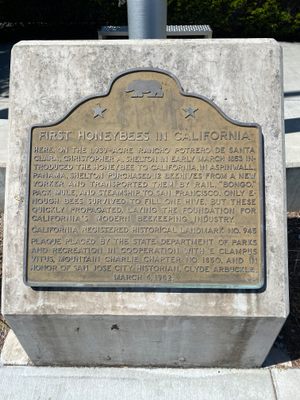 FIRST HONEYBEES IN CALIFORNIA
HERE, ON THE 1,939-ACRE RANCHO POTRERO DE SANTA
CLARA, CHRISTOPHER A. SHELTON IN EARLY MARCH 1853 IN-
TRODUCED THE HONEYBEE TO CALIFORNIA. IN ASPINWALL,
PANAMA, SHELTON PURCHASED 12 BEEHIVES FROM A NEW
YORKER AND TRANSPORTED THEM BY RAIL, "BONGO,"
PACK MULE, AND STEAMSHIP TO SAN FRANCISCO. ONLY E-
NOUGH BEES SURVIVED TO FILL ONE HIVE, BUT THESE
QUICKLY PROPAGATED, LAYING THE FOUNDATION FOR
CALIFORNIA'S MODERN BEEKEEPING INDUSTRY.
CALIFORNIA REGISTERED HISTORICAL LANDMARK NO. 945
PLAQUE PLACED BY THE STATE DEPARTMENT OF PARKS
AND RECREATION IN COOPERATION WITH E CLAMPUS
VITUS, MOUNTAIN CHARLIE CHAPTER NO. 1850, AND IN
HONOR OF SAN JOSE CITY HISTORIAN, CLYDE ARBUCKLE,
MARCH 6, 1982.